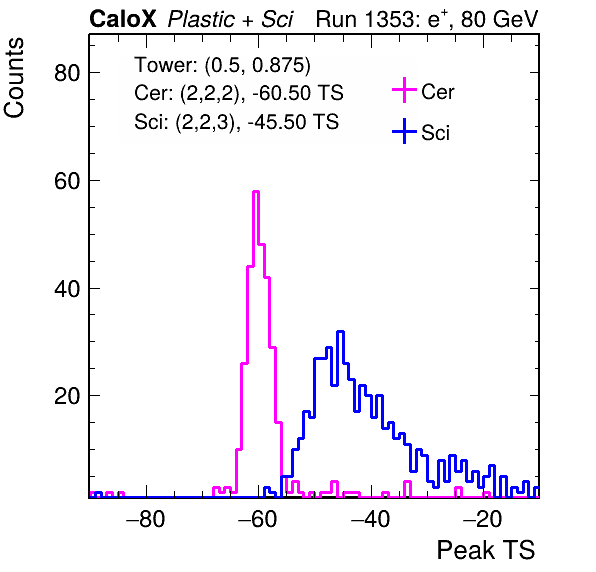 CaloX Plastic + Sci Run 1353: e+, 80 GeV
Counts
Tower: (0.5, 0.875)
Cer: (2,2,2), -60.50 TS
Sci: (2,2,3), -45.50 TS
Cer
Sci
80
60
40
20
−80 −60 −40 −20
Peak TS